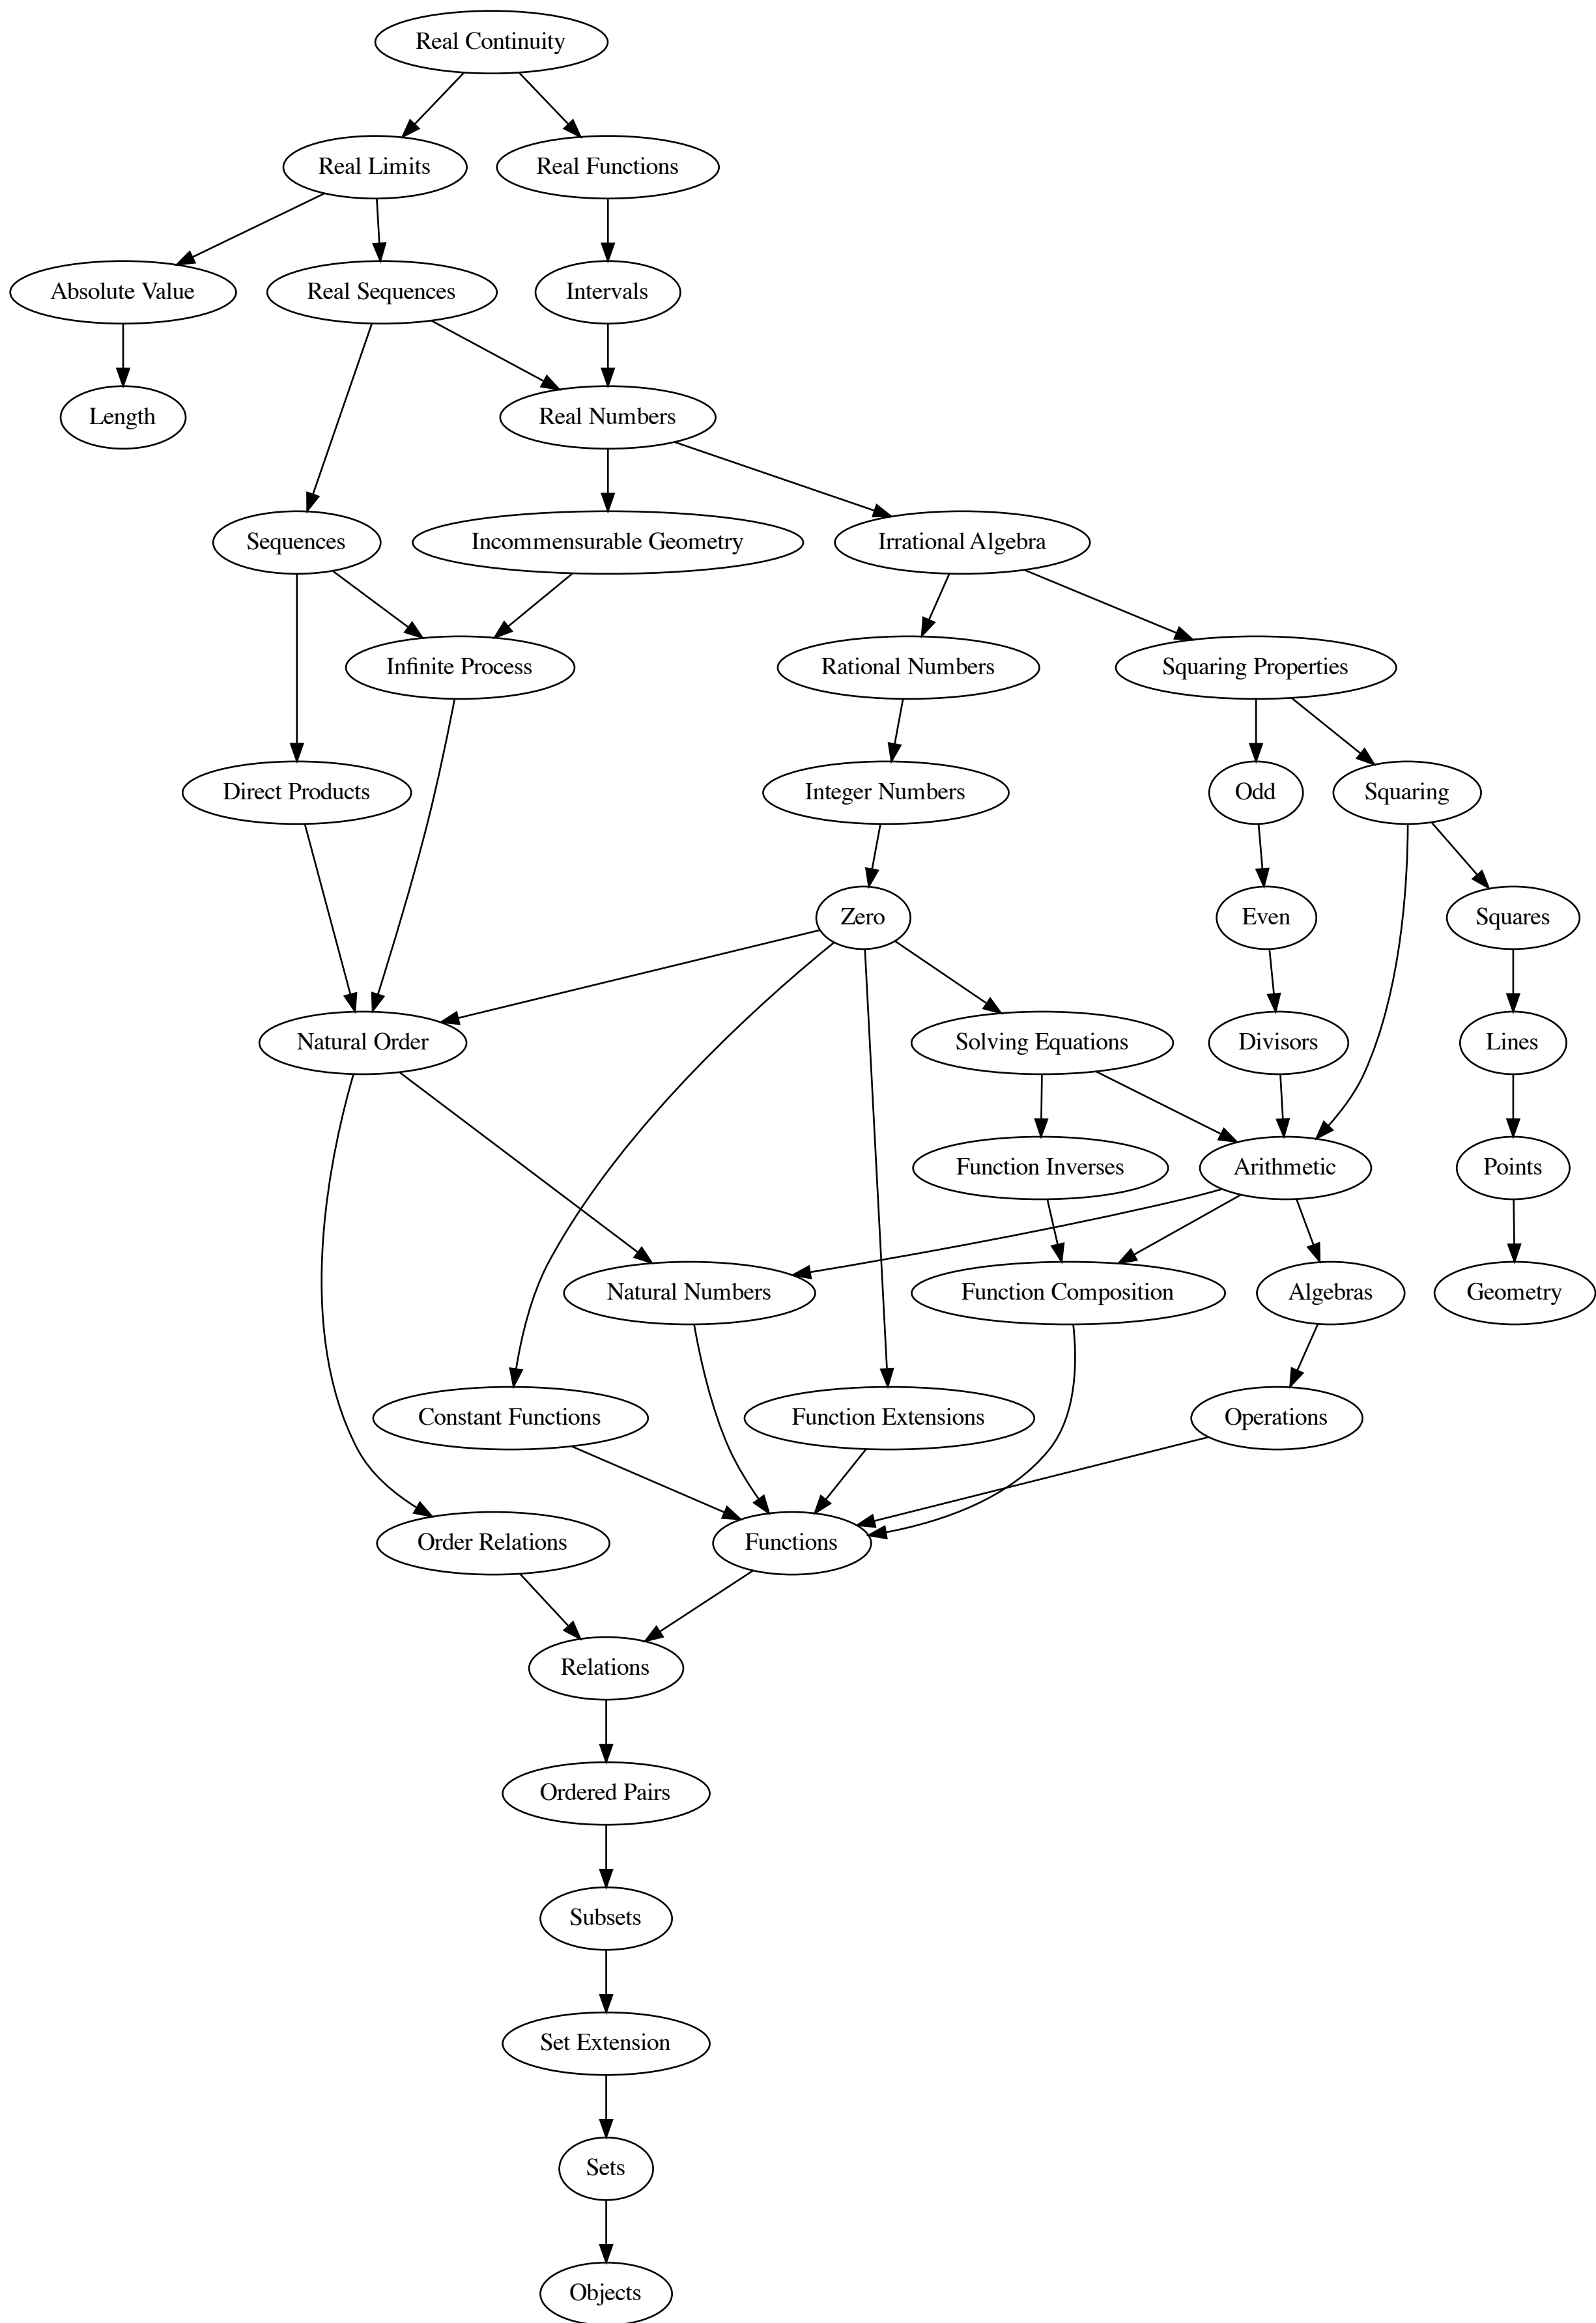 Real Continuity
Real Limits
Real Functions
Absolute Value
Real Sequences
Intervals
Length
Real Numbers
Sequences
Incommensurable Geometry
Irrational Algebra
Infinite Process
Rational Numbers
Squaring Properties
Direct Products
Integer Numbers
Odd
Squaring
Zero
Even
Squares
Natural Order
Solving Equations
Divisors
Lines
Function Inverses
Arithmetic
Points
Natural Numbers
Function Composition
Algebras
Geometry
Constant Functions
Function Extensions
Operations
Order Relations
Functions
Relations
Ordered Pairs
Subsets
Set Extension
Sets
Objects